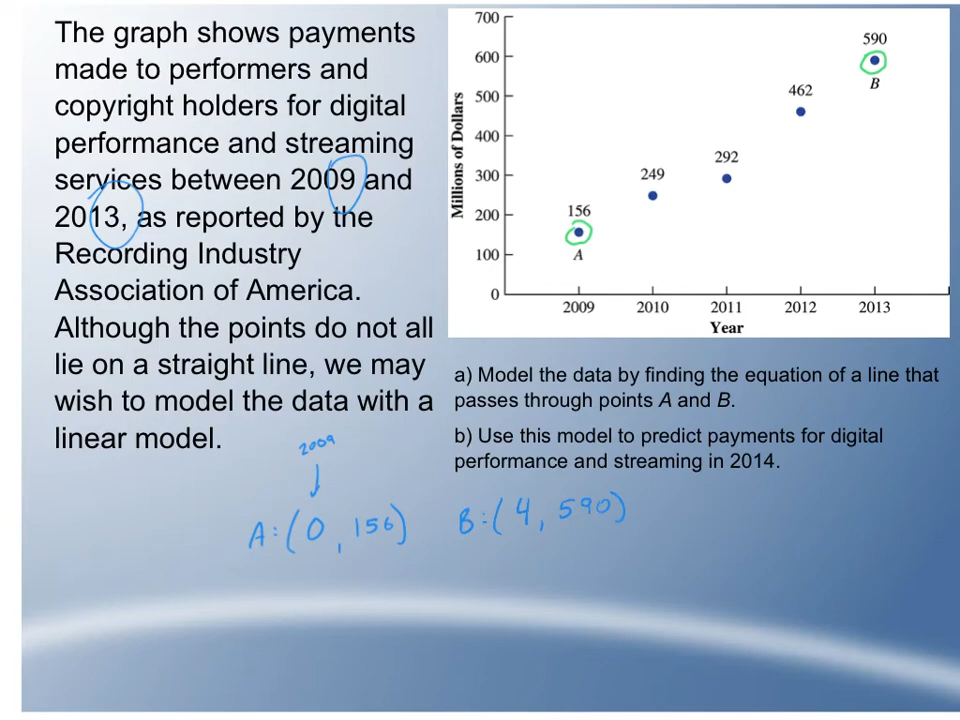 The graph shows payments
made to performers and
copyright holders for digital
performance and streaming
services between 2009 and
2013, as reported by the
Recording Industry
Association of America.
Although the points do not all
lie on a straight line, we may
wish to model the data with a
linear model.
700
600
500
400
300
200
100
0
Millions of Dollars
156
A
249
292
462
590
B
2009 2010 2011 2012 2013
Year
a) Model the data by finding the equation of a line that
passes through points A and B.
b) Use this model to predict payments for digital
performance and streaming in 2014.
2009
A:(0, 156) B:(4, 590)